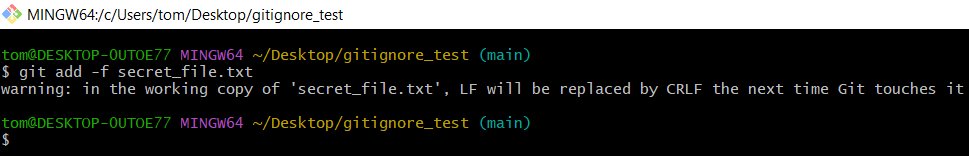 MINGW64:/c/Users/tom/Desktop/gitignore_test
tom@DESKTOP-OUTOE77 MINGW64 ~/Desktop/gitignore_test (main)
$ git add -f secret_file.txt
warning: in the working copy of 'secret_file.txt', LF will be replaced by CRLF the next time Git touches it
tom@DESKTOP-OUTOE77 MINGW64 ~/Desktop/gitignore_test (main)
$